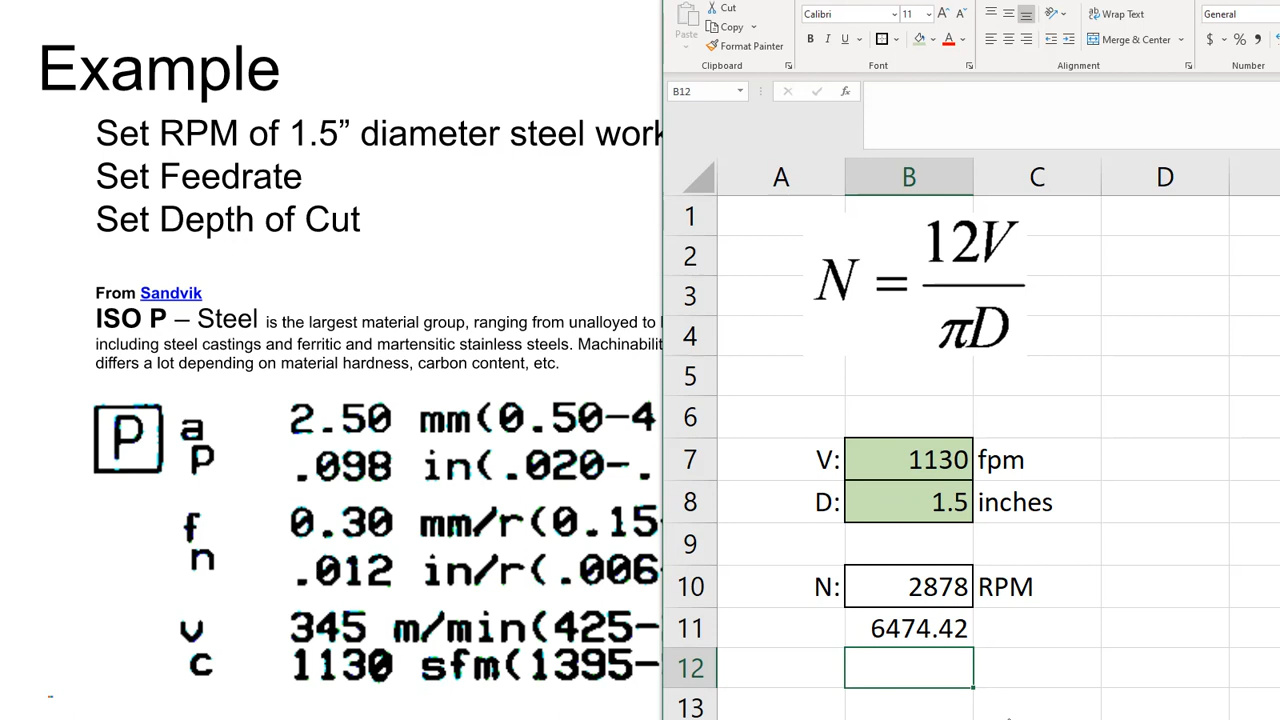 Example
Set RPM of 1.5” diameter steel work
Set Feedrate
Set Depth of Cut
From Sandvik
ISO P – Steel is the largest material group, ranging from unalloyed to
including steel castings and ferritic and martensitic stainless steels. Machinabilit
differs a lot depending on material hardness, carbon content, etc.
P
ap 2.50 mm(0.50-4
.098 in(.020-.
fn 0.30 mm/r(0.15-
.012 in/r(.006
vc 345 m/min(425-
1130 sfm(1395-
Cut
Copy
Paste
Format Painter
Clipboard
Calibri 11 A A
B I U A
Font
ab Wrap Text
Merge & Center
Alignment
General
$ % ,
Number
B12 fx
A B C D
1
2
3
4
5
6
N = 12V / πD
7 V: 1130 fpm
8 D: 1.5 inches
9
10 N: 2878 RPM
11 6474.42
12
13